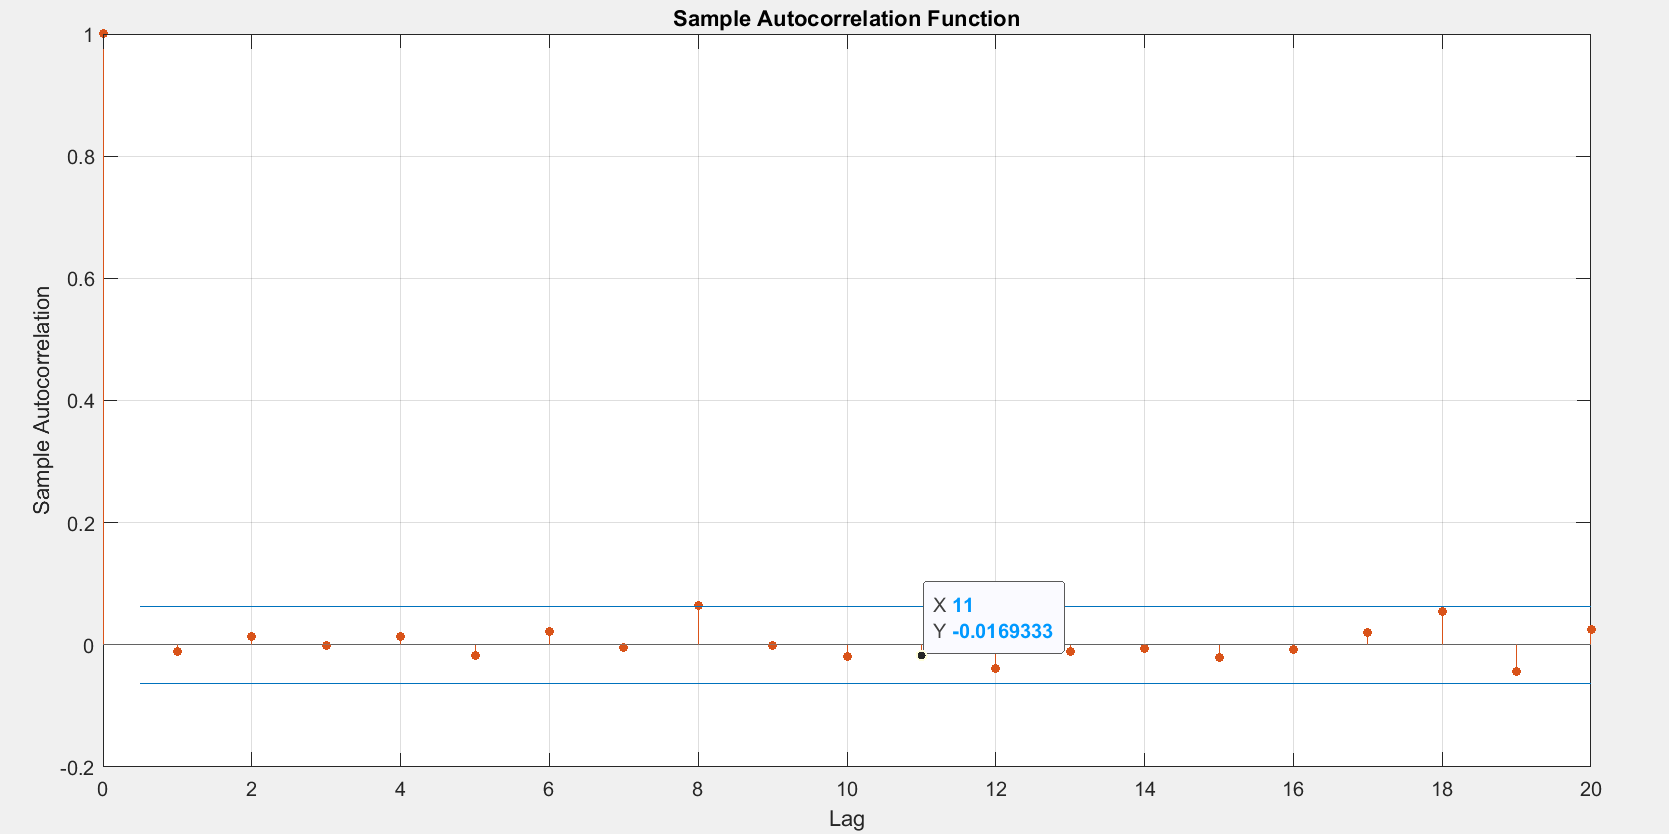 Sample Autocorrelation Function
1
0.8
0.6
0.4
0.2
0
-0.2
Sample Autocorrelation
X 11
Y -0.0169333
0 2 4 6 8 10 12 14 16 18 20
Lag